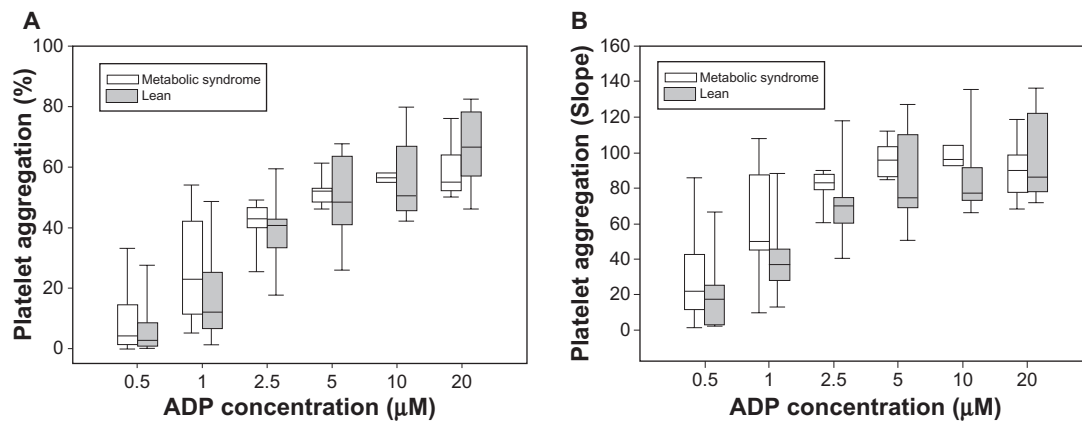 A
Platelet aggregation (%)
100
80
60
40
20
0
Metabolic syndrome
Lean
0.5 1 2.5 5 10 20
ADP concentration (μM)
B
Platelet aggregation (Slope)
160
140
120
100
80
60
40
20
0
Metabolic syndrome
Lean
0.5 1 2.5 5 10 20
ADP concentration (μM)